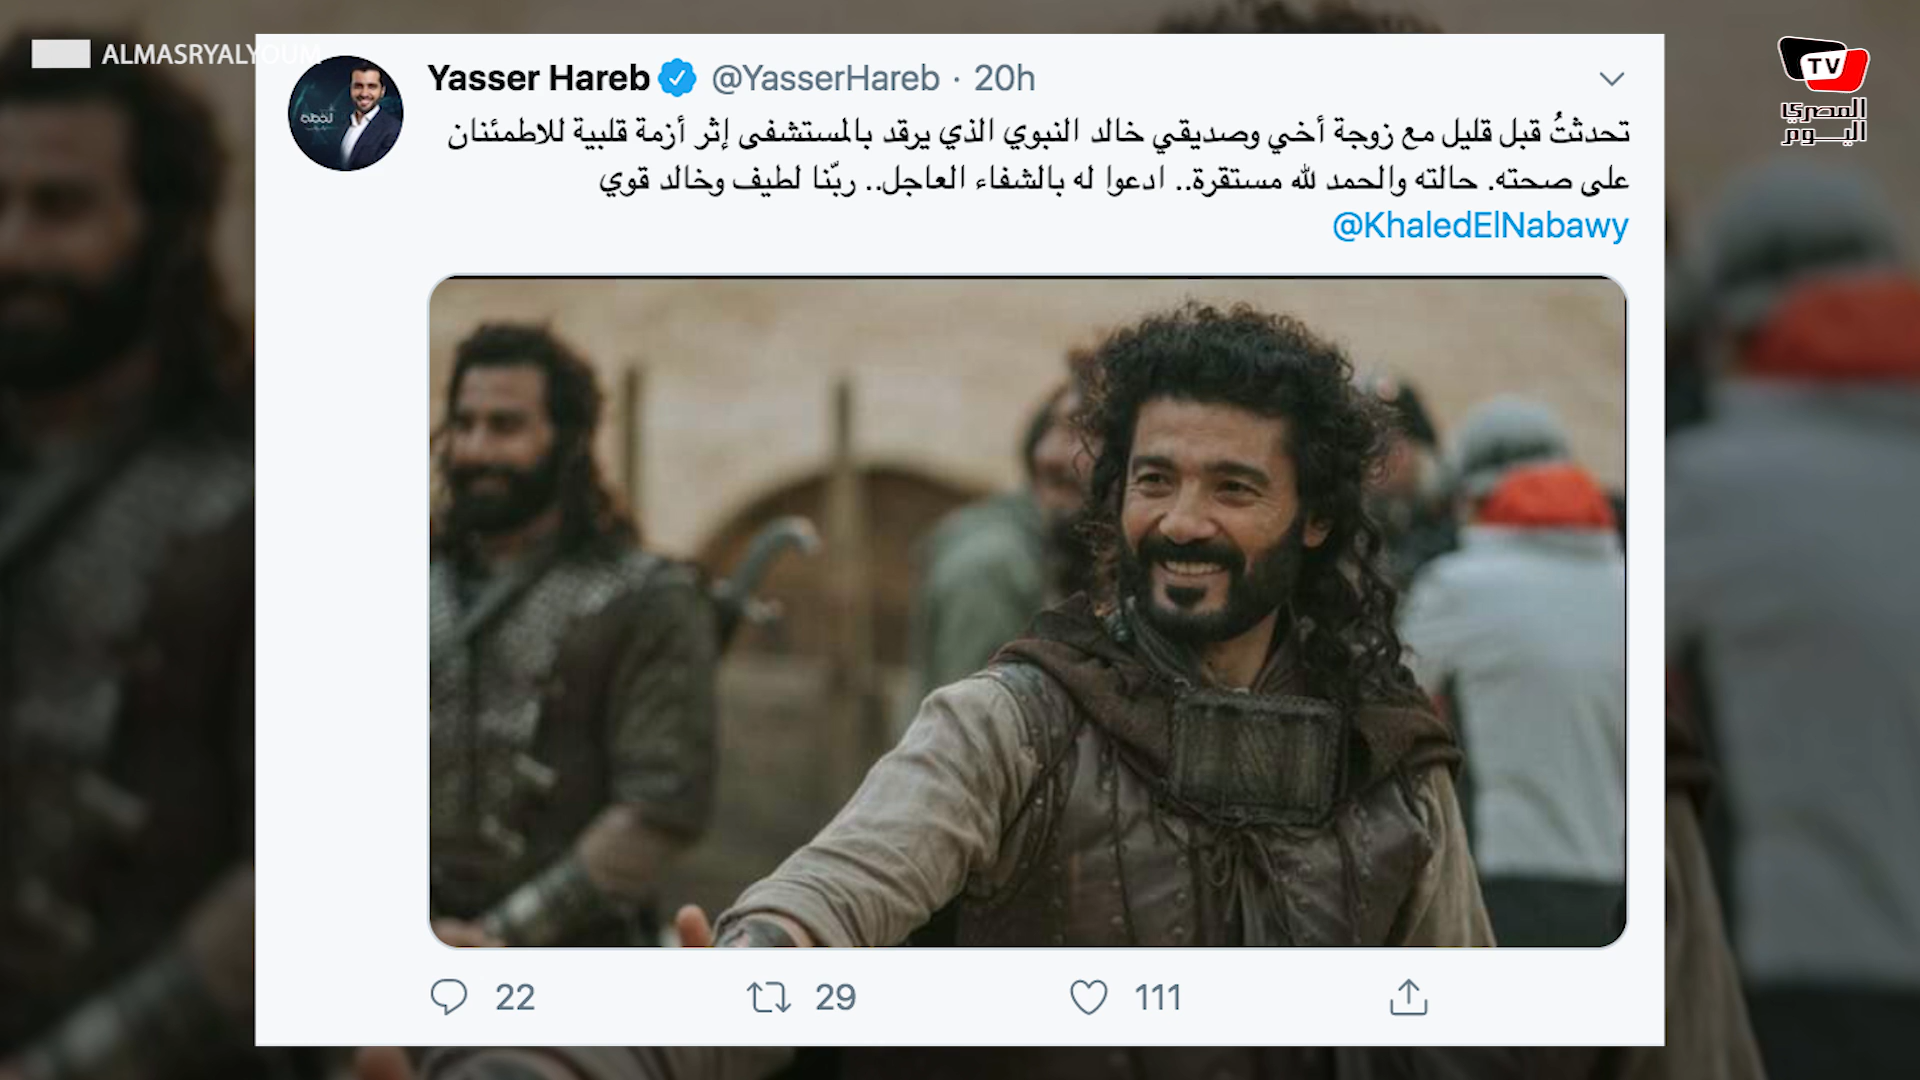 ALMASRYALYOUM
TV
المصري
اليوم
لحظة
Yasser Hareb @YasserHareb · 20h
تحدثتُ قبل قليل مع زوجة أخي وصديقي خالد النبوي الذي يرقد بالمستشفى إثر أزمة قلبية للاطمئنان
على صحته. حالته والحمد لله مستقرة.. ادعوا له بالشفاء العاجل.. ربّنا لطيف وخالد قوي
@KhaledElNabawy
22 29 111